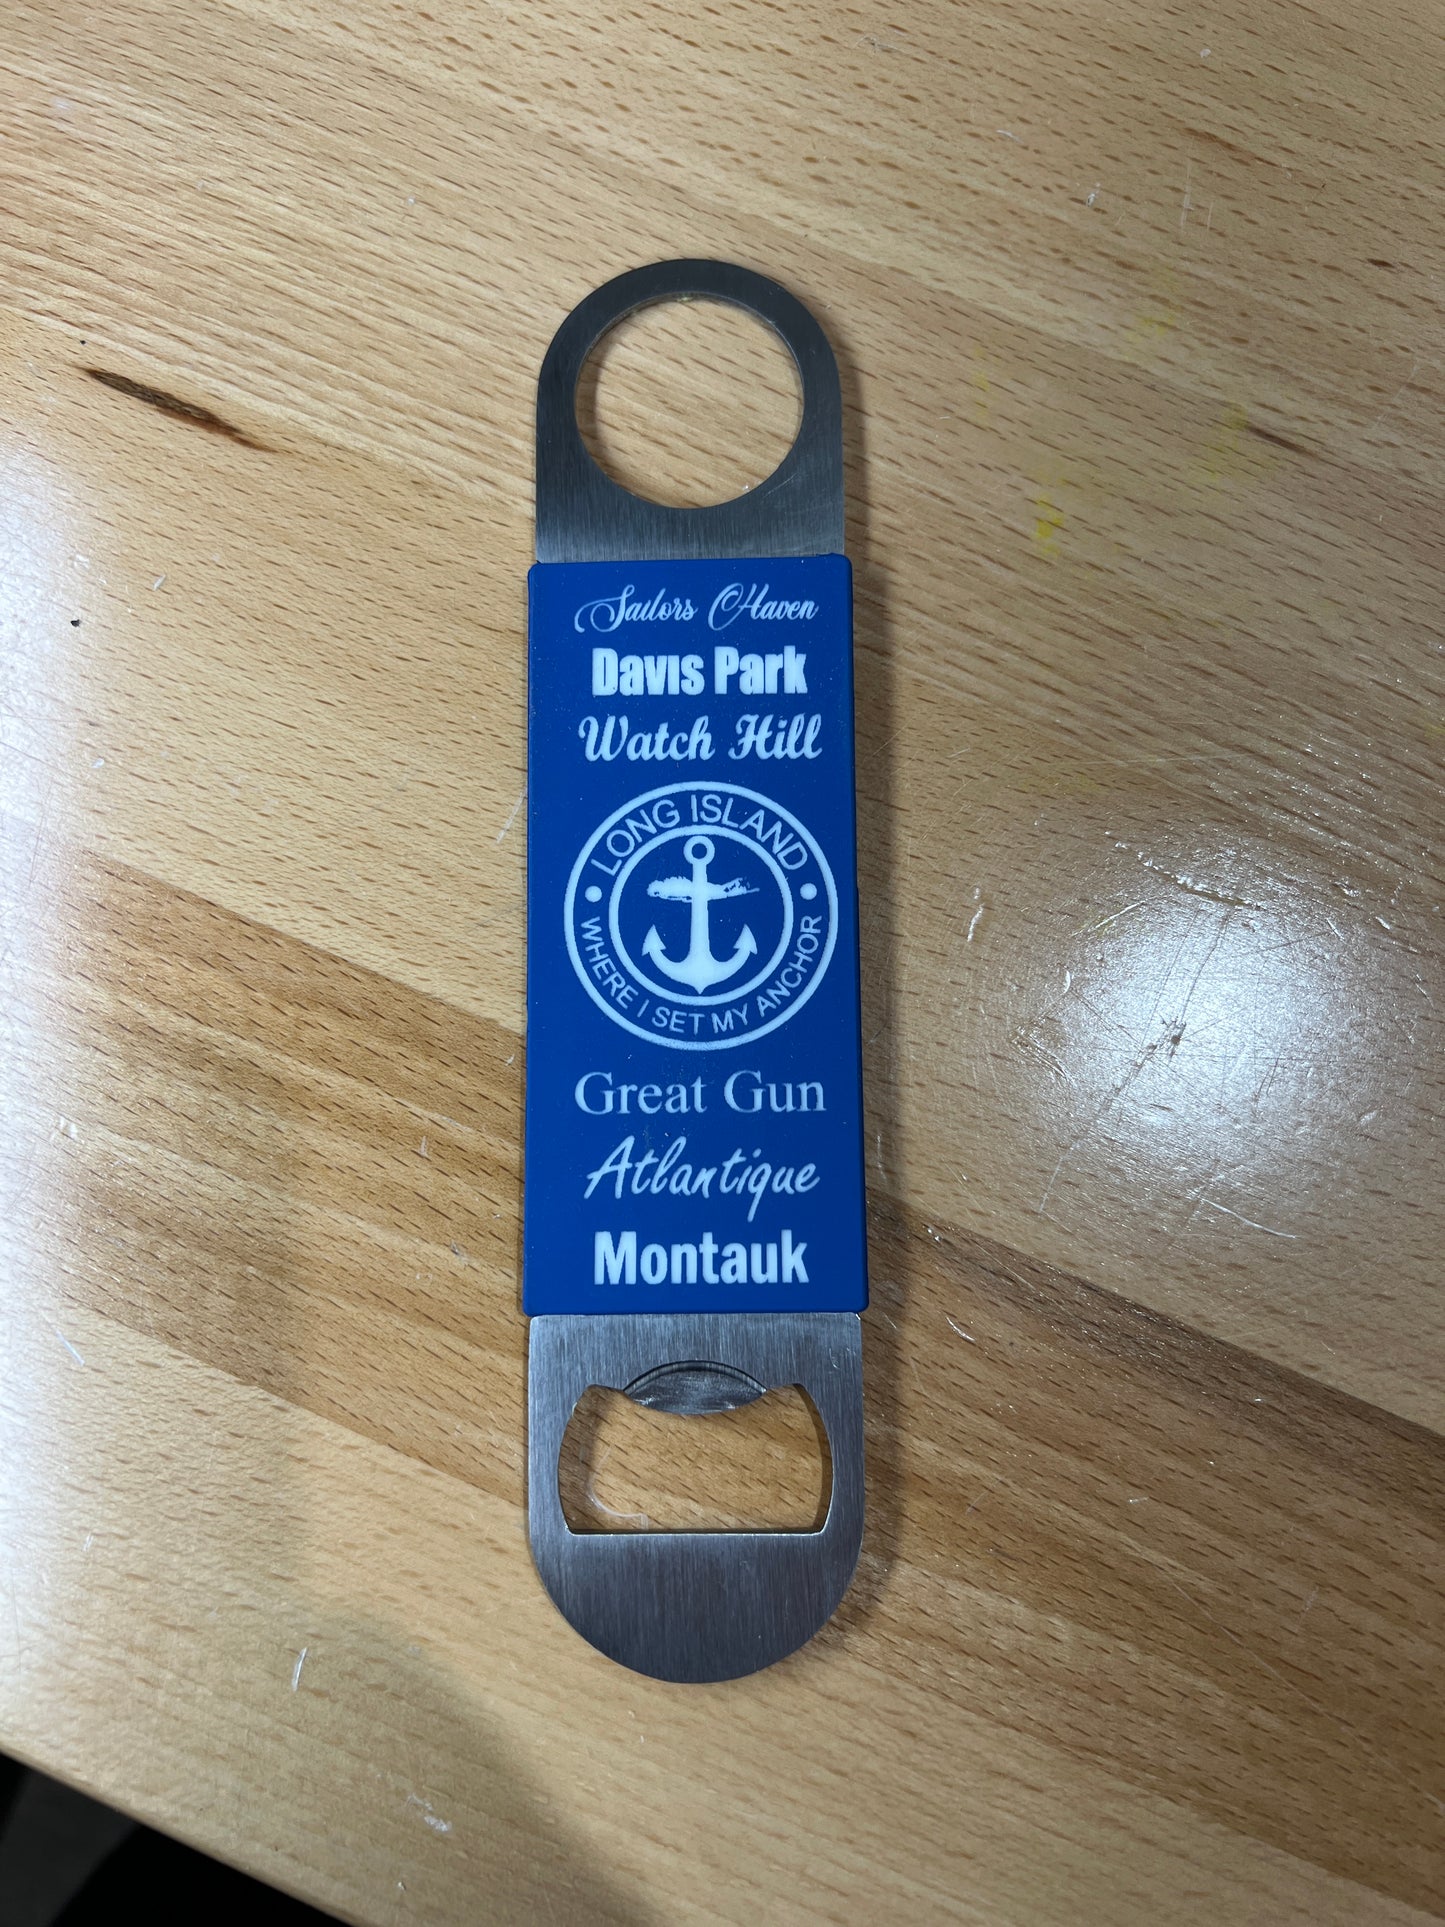 Sailors Haven
Davis Park
Watch Hill
LONG ISLAND
WHERE I SET MY ANCHOR
Great Gun
Atlantique
Montauk